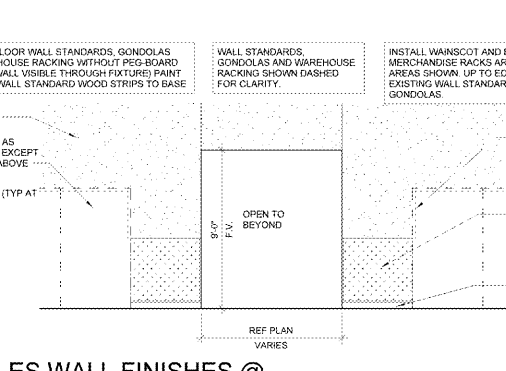 LOOR WALL STANDARDS, GONDOLAS
HOUSE RACKING WITHOUT PEG-BOARD
WALL VISIBLE THROUGH FIXTURE) PAINT
WALL STANDARD WOOD STRIPS TO BASE
WALL STANDARDS,
GONDOLAS AND WAREHOUSE
RACKING SHOWN DASHED
FOR CLARITY.
INSTALL WAINSCOT AND
MERCHANDISE RACKS AR
AREAS SHOWN. UP TO ED
EXISTING WALL STANDAR
GONDOLAS.
AS
EXCEPT
ABOVE
(TYP AT
9'-0"
F.V.
OPEN TO
BEYOND
REF PLAN
VARIES
ES WALL FINISHES @